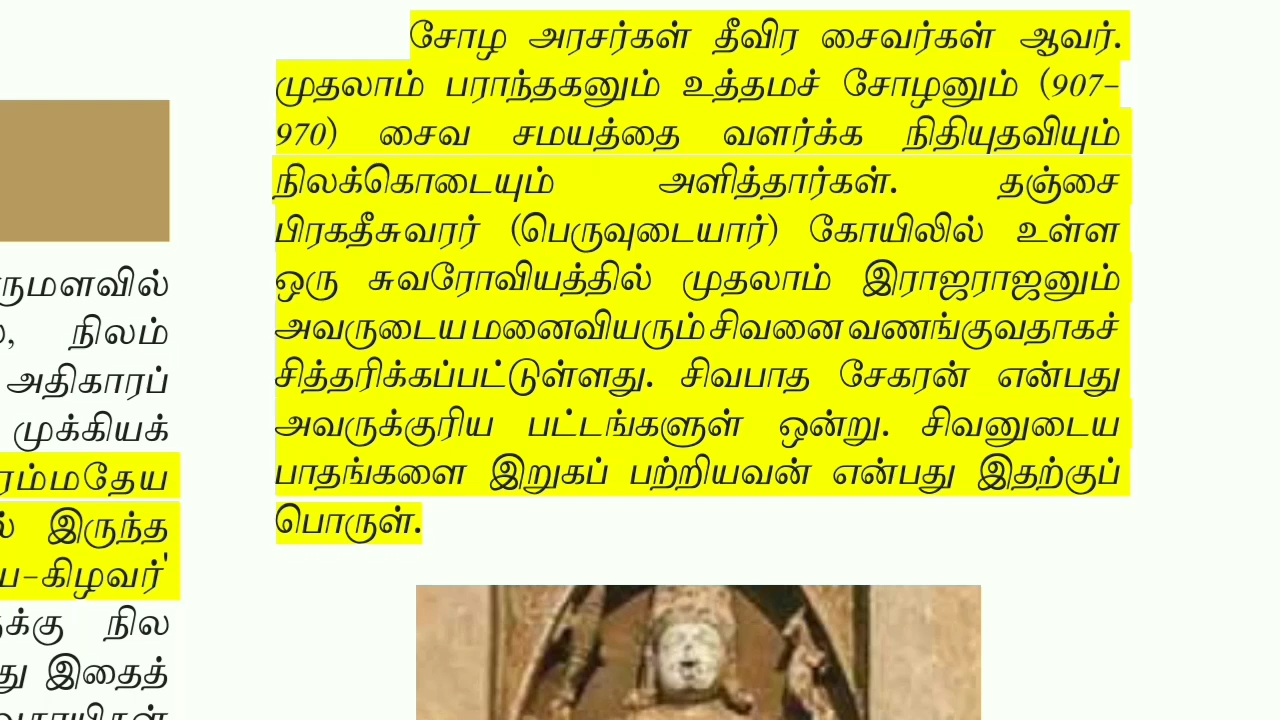 நிலம்
அதிகாரப்
முக்கியக்
இருந்த
நில
இதைத்
சோழ அரசர்கள் தீவிர சைவர்கள் ஆவர்.
முதலாம் பராந்தகனும் உத்தமச் சோழனும் (907-
970) சைவ சமயத்தை வளர்க்க நிதியுதவியும்
நிலக்கொடையும் அளித்தார்கள். தஞ்சை
பிரகதீசுவரர் (பெருவுடையார்) கோயிலில் உள்ள
ஒரு சுவரோவியத்தில் முதலாம் இராஜராஜனும்
அவருடைய மனைவியரும் சிவனை வணங்குவதாகச்
சித்தரிக்கப்பட்டுள்ளது. சிவபாத சேகரன் என்பது
அவருக்குரிய பட்டங்களுள் ஒன்று. சிவனுடைய
பாதங்களை இறுகப் பற்றியவன் என்பது இதற்குப்
பொருள்.